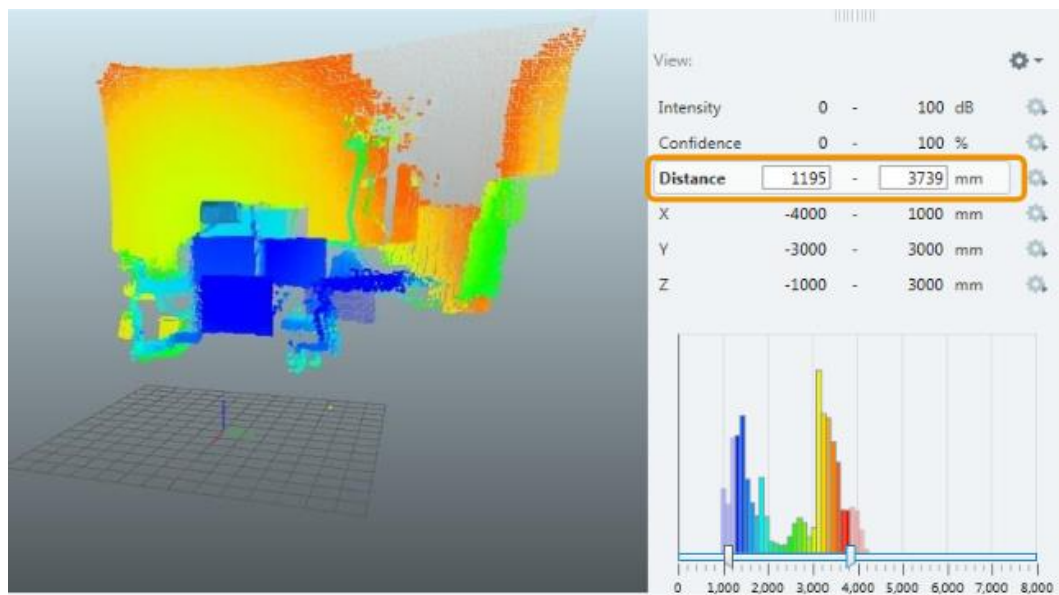 View:
Intensity 0 - 100 dB
Confidence 0 - 100 %
Distance 1195 - 3739 mm
X -4000 - 1000 mm
Y -3000 - 3000 mm
Z -1000 - 3000 mm
0 1,000 2,000 3,000 4,000 5,000 6,000 7,000 8,000